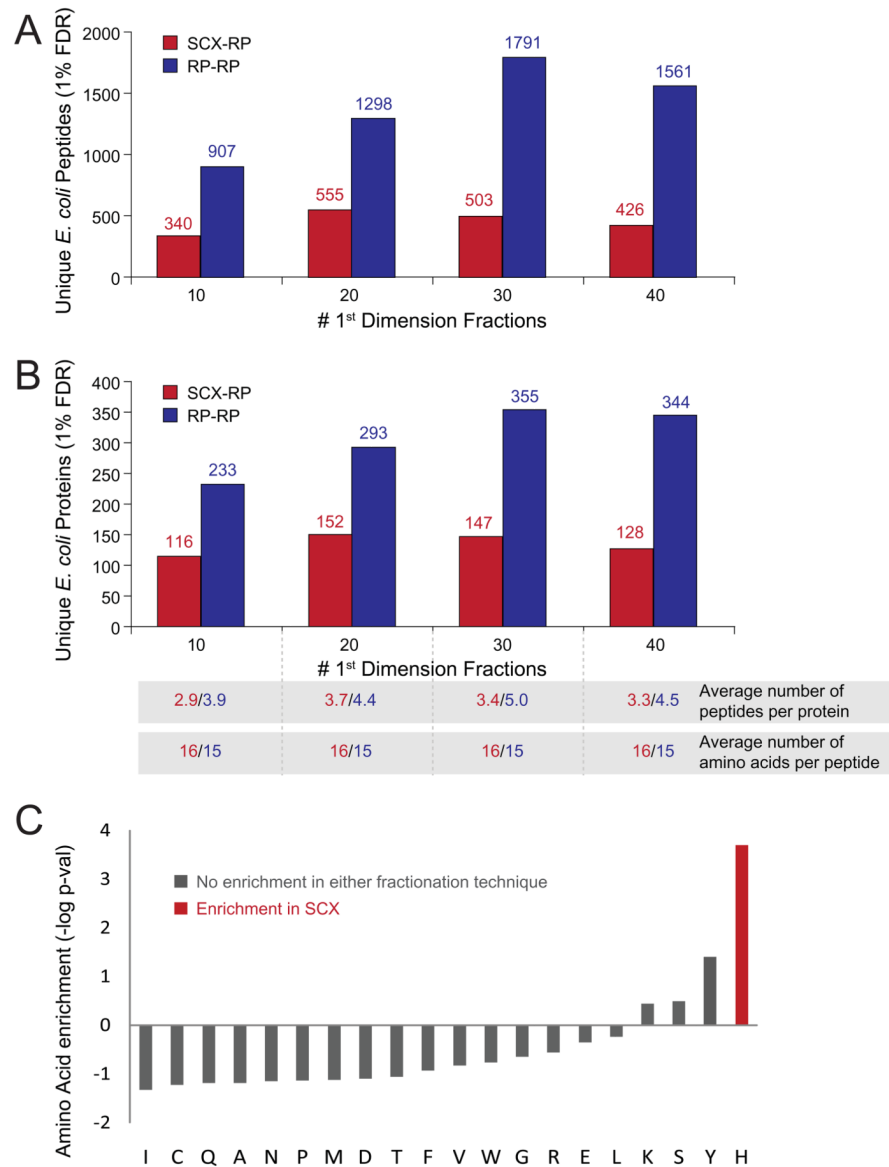 A
Unique E. coli Peptides (1% FDR)
2000
1500
1000
500
0
SCX-RP
RP-RP
340
907
555
1298
503
1791
426
1561
10
20
30
40
# 1st Dimension Fractions
B
Unique E. coli Proteins (1% FDR)
400
350
300
250
200
150
100
50
0
SCX-RP
RP-RP
116
233
152
293
147
355
128
344
10
20
30
40
# 1st Dimension Fractions
2.9/3.9
3.7/4.4
3.4/5.0
3.3/4.5
Average number of
peptides per protein
16/15
16/15
16/15
16/15
Average number of
amino acids per peptide
C
Amino Acid enrichment (-log p-val)
4
3
2
1
0
-1
-2
No enrichment in either fractionation technique
Enrichment in SCX
I C Q A N P M D T F V W G R E L K S Y H